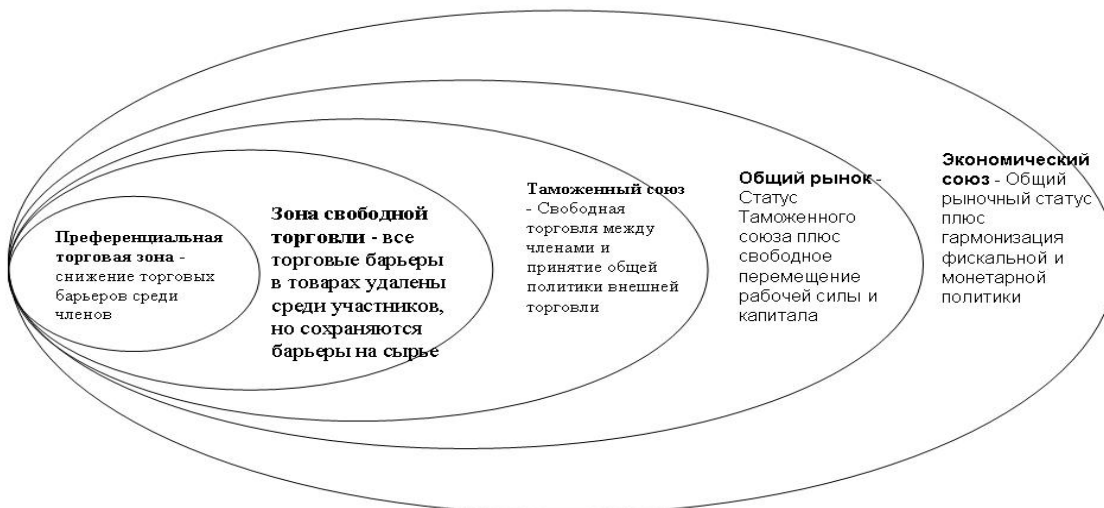 Преференциальная
торговая зона -
снижение торговых
барьеров среди
членов
Зона свободной
торговли - все
торговые барьеры
в товарах удалены
среди участников,
но сохраняются
барьеры на сырье
Таможенный союз
- Свободная
торговля между
членами и
принятие общей
политики внешней
торговли
Общий рынок -
Статус
Таможенного
союза плюс
свободное
перемещение
рабочей силы и
капитала
Экономический
союз - Общий
рыночный статус
плюс
гармонизация
фискальной и
монетарной
политики